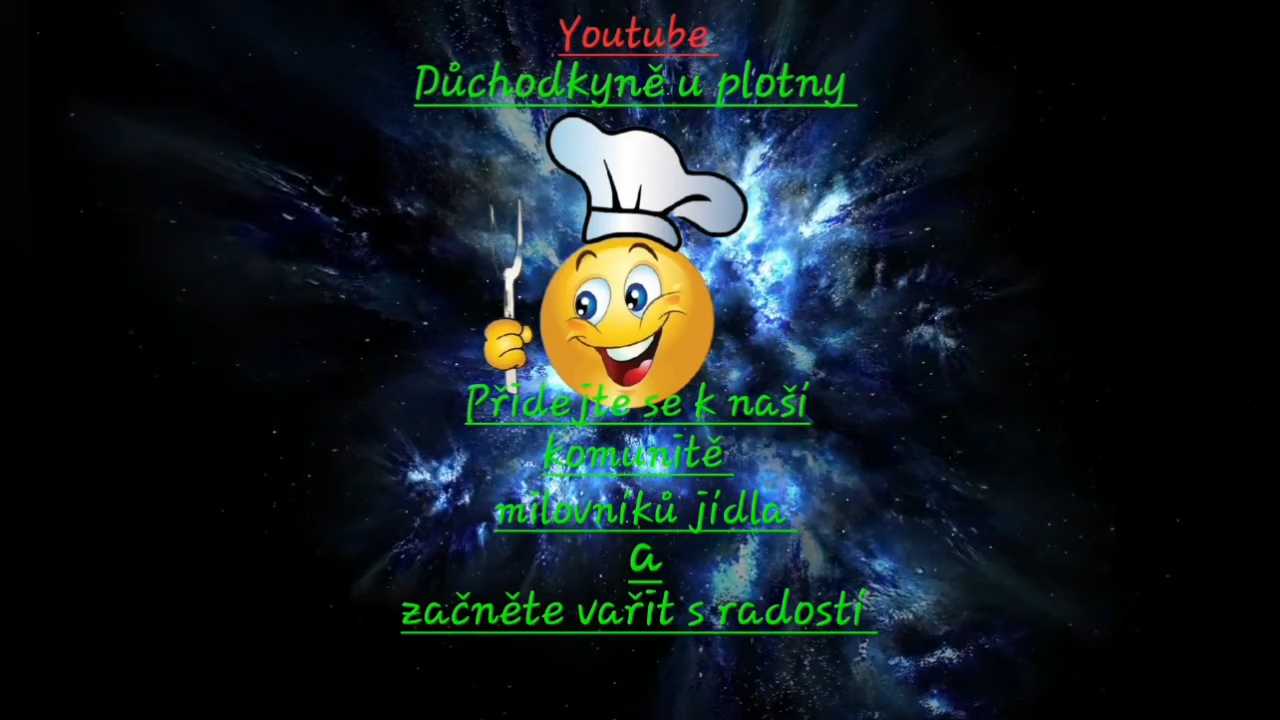 Youtube
Důchodkyně u plotny
Přidejte se k naší
komunitě
milovníků jídla
a
začněte vařit s radostí